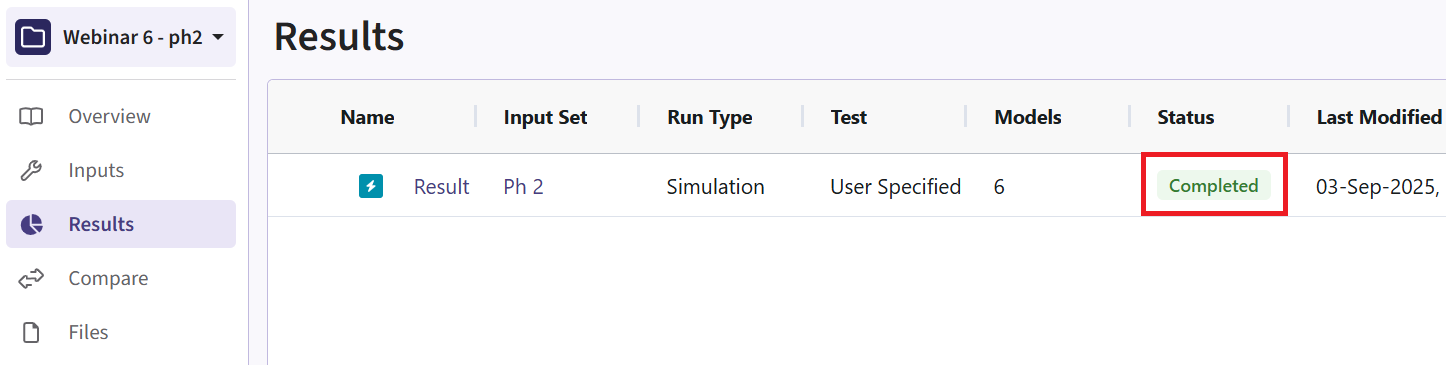 Webinar 6 - ph2
Overview
Inputs
Results
Compare
Files
Results
Name Input Set Run Type Test Models Status Last Modified
Result Ph 2 Simulation User Specified 6 Completed 03-Sep-2025,